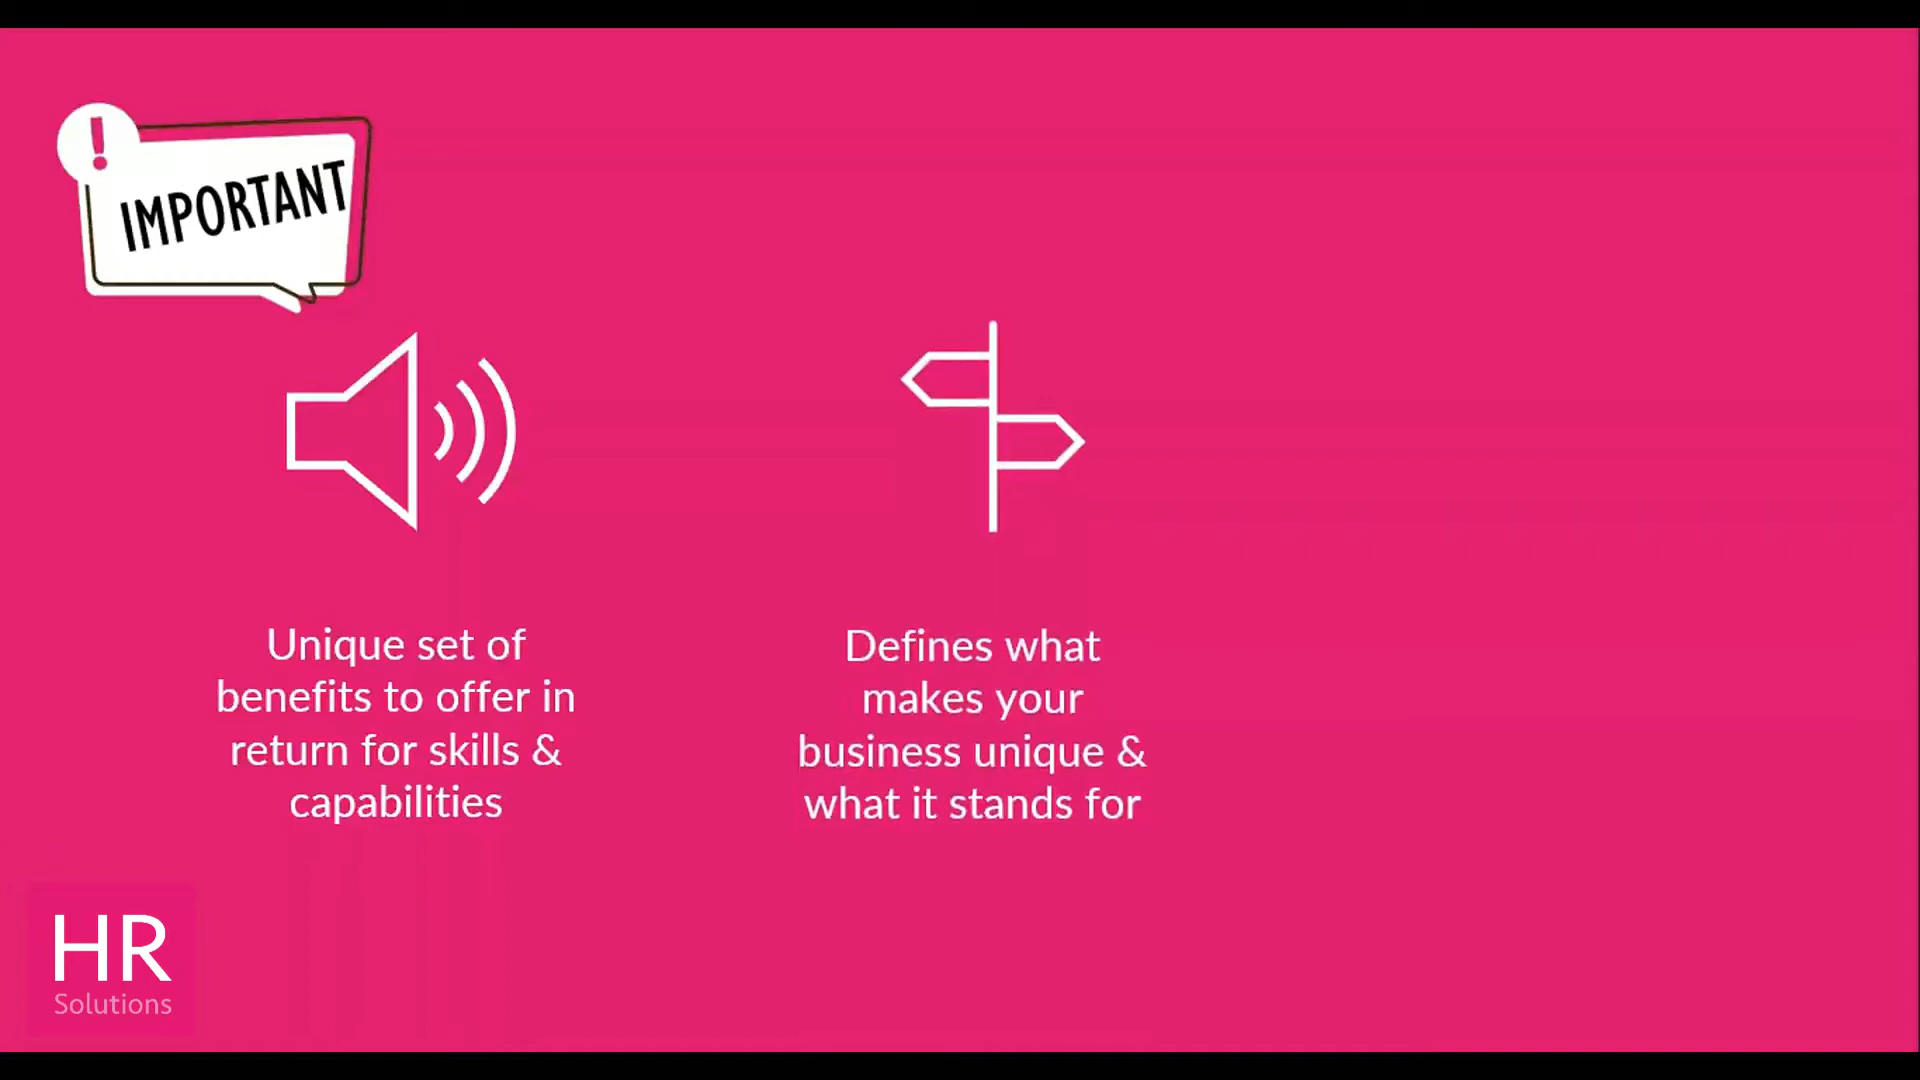 !
IMPORTANT
Unique set of
benefits to offer in
return for skills &
capabilities
Defines what
makes your
business unique &
what it stands for
HR
Solutions